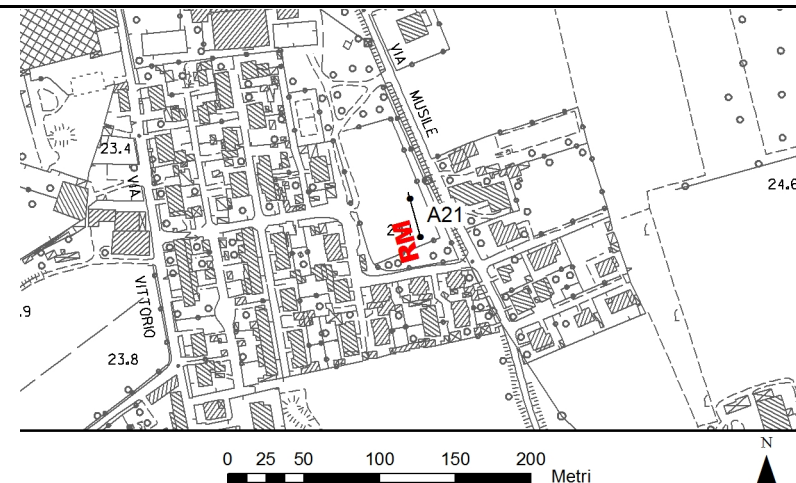 VIA
MUSILE
23.4
VIA
24.6
A21
RM
VITTORIO
.9
23.8
N
0 25 50 100 150 200
Metri